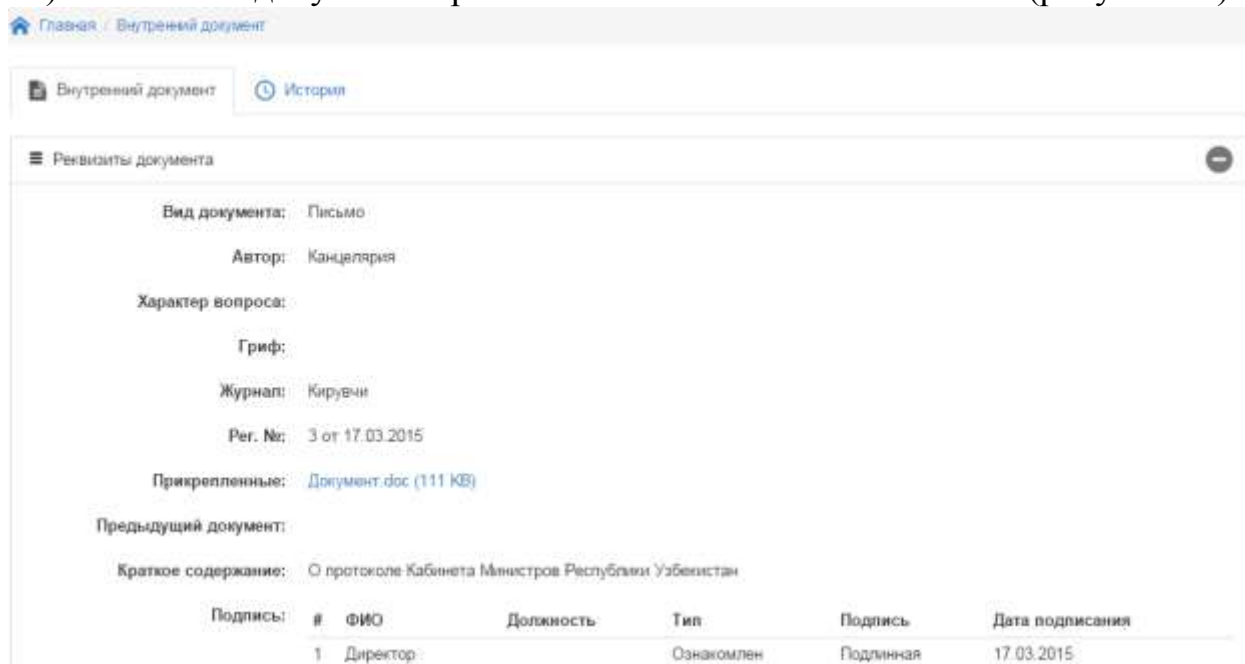 Главная / Внутренний документ
Внутренний документ
История
Реквизиты документа
Вид документа: Письмо
Автор: Канцелярия
Характер вопроса:
Гриф:
Журнал: Кирувчи
Рег. №: 3 от 17.03.2015
Прикрепленные: Документ.doc (111 KB)
Предыдущий документ:
Краткое содержание: О протоколе Кабинета Министров Республики Узбекистан
Подпись: # ФИО Должность Тип Подпись Дата подписания
1 Директор Ознакомлен Подлинная 17.03.2015